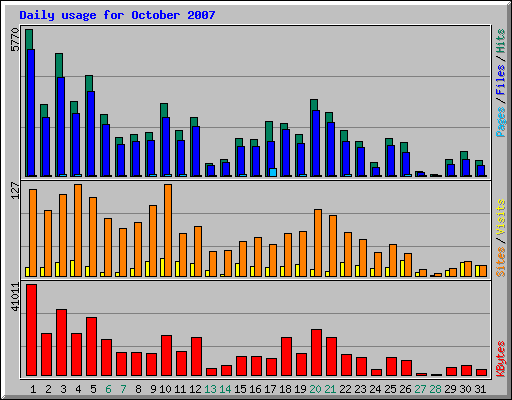 Daily usage for October 2007
5770
Pages / Files / Hits
127
Sites / Visits
41011
KBytes
1 2 3 4 5 6 7 8 9 10 11 12 13 14 15 16 17 18 19 20 21 22 23 24 25 26 27 28 29 30 31